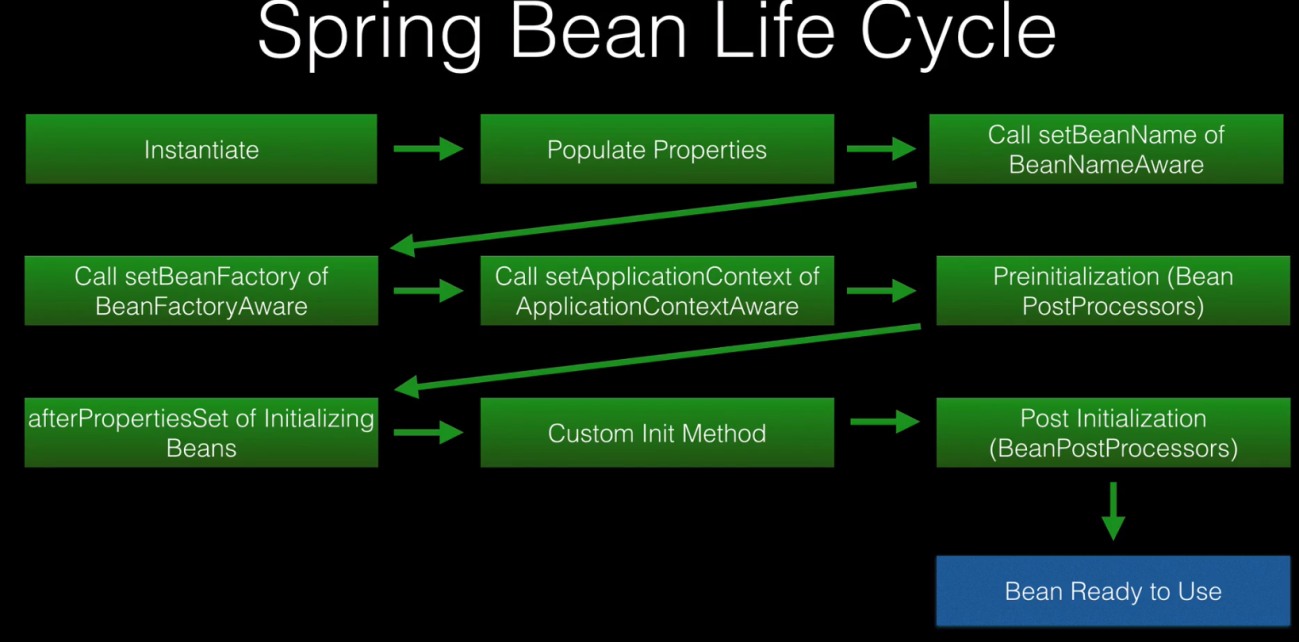 Spring Bean Life Cycle
Instantiate
Populate Properties
Call setBeanName of
BeanNameAware
Call setBeanFactory of
BeanFactoryAware
Call setApplicationContext of
ApplicationContextAware
Preinitialization (Bean
PostProcessors)
afterPropertiesSet of Initializing
Beans
Custom Init Method
Post Initialization
(BeanPostProcessors)
Bean Ready to Use